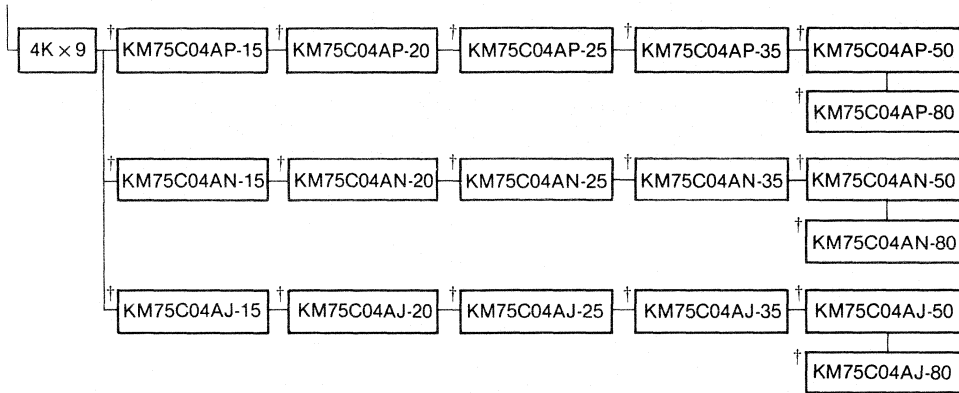 4K × 9 † KM75C04AP-15 † KM75C04AP-20 † KM75C04AP-25 † KM75C04AP-35 † KM75C04AP-50
† KM75C04AP-80
† KM75C04AN-15 † KM75C04AN-20 † KM75C04AN-25 † KM75C04AN-35 † KM75C04AN-50
† KM75C04AN-80
† KM75C04AJ-15 † KM75C04AJ-20 † KM75C04AJ-25 † KM75C04AJ-35 † KM75C04AJ-50
† KM75C04AJ-80